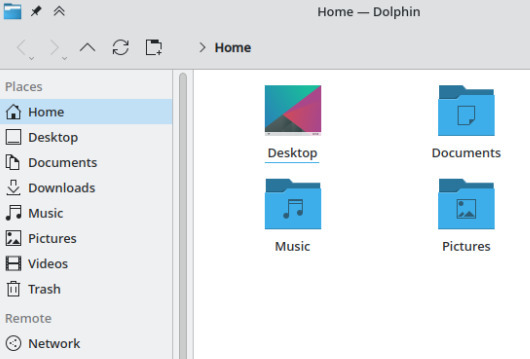 Home — Dolphin
Home
Places
Home
Desktop
Documents
Downloads
Music
Pictures
Videos
Trash
Remote
Network
Desktop
Documents
Music
Pictures